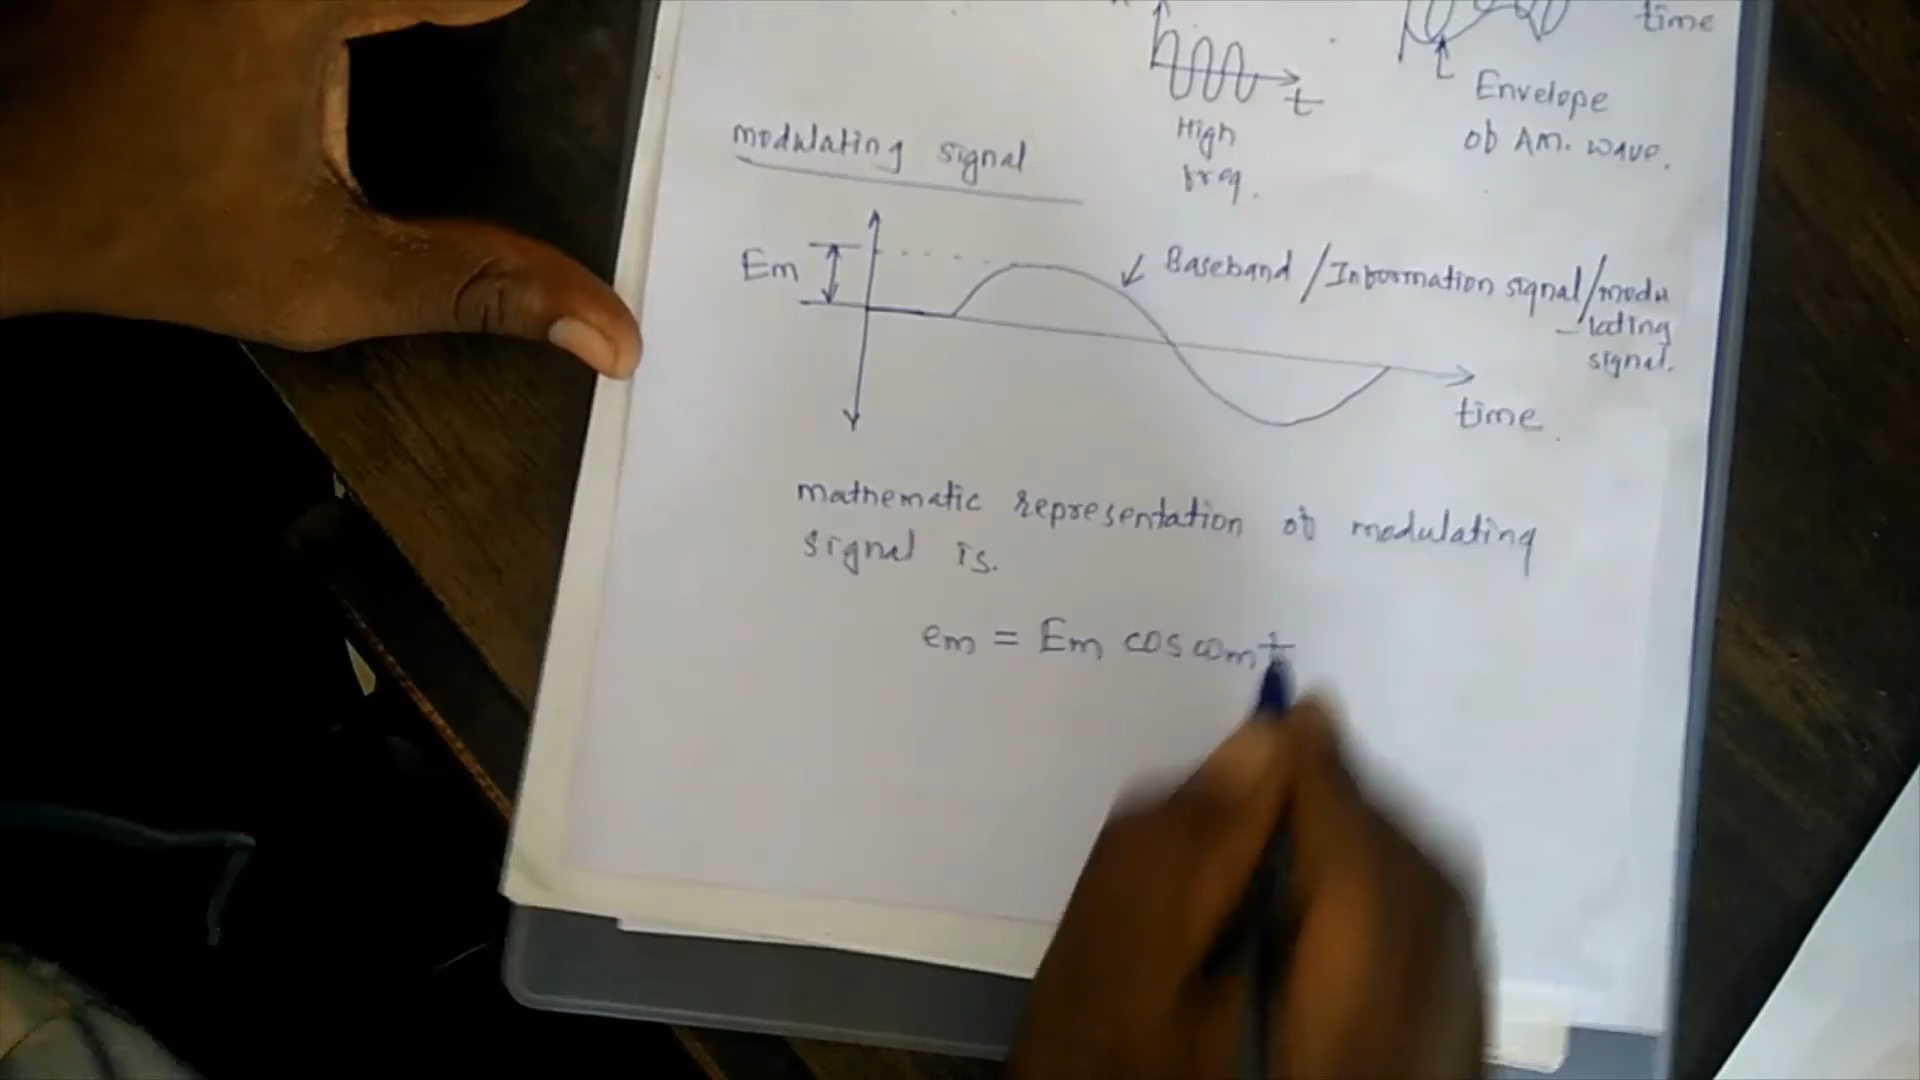 time
t
t
High
freq.
Envelope
of Am. wave.
modulating signal
Em
Baseband / Information signal/modu
-lating
signal.
time
mathematic representation of modulating
signal is.
em = Em cos ωmt